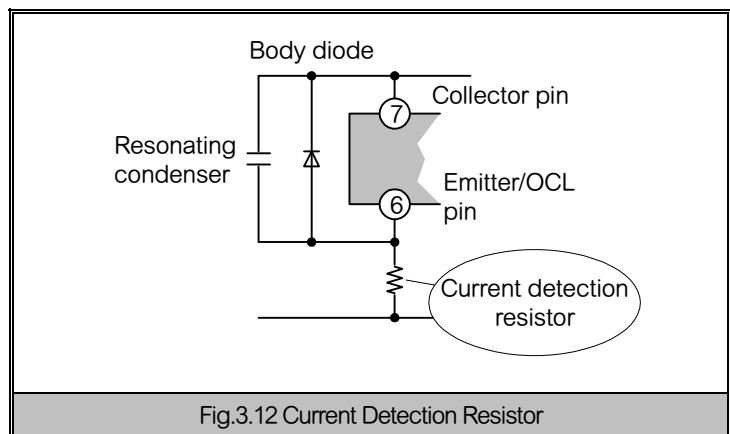 Body diode
7
Collector pin
Resonating
condenser
Emitter/OCL
pin
6
Current detection
resistor
Fig.3.12 Current Detection Resistor